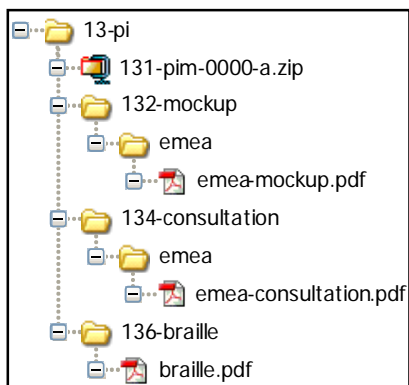 13-pi
131-pim-0000-a.zip
132-mockup
emea
emea-mockup.pdf
134-consultation
emea
emea-consultation.pdf
136-braille
braille.pdf